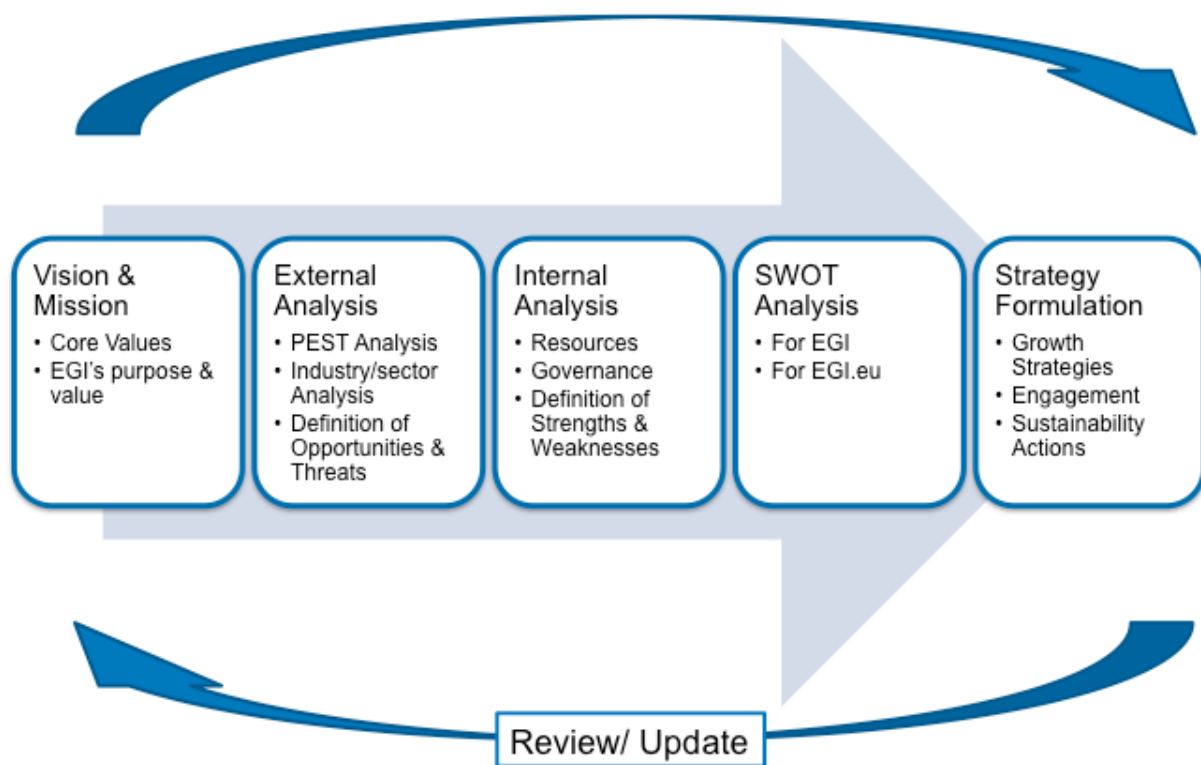 Vision &
Mission
• Core Values
• EGI's purpose &
value
External
Analysis
• PEST Analysis
• Industry/sector
Analysis
• Definition of
Opportunities &
Threats
Internal
Analysis
• Resources
• Governance
• Definition of
Strengths &
Weaknesses
SWOT
Analysis
• For EGI
• For EGI.eu
Strategy
Formulation
• Growth
Strategies
• Engagement
• Sustainability
Actions
Review/ Update